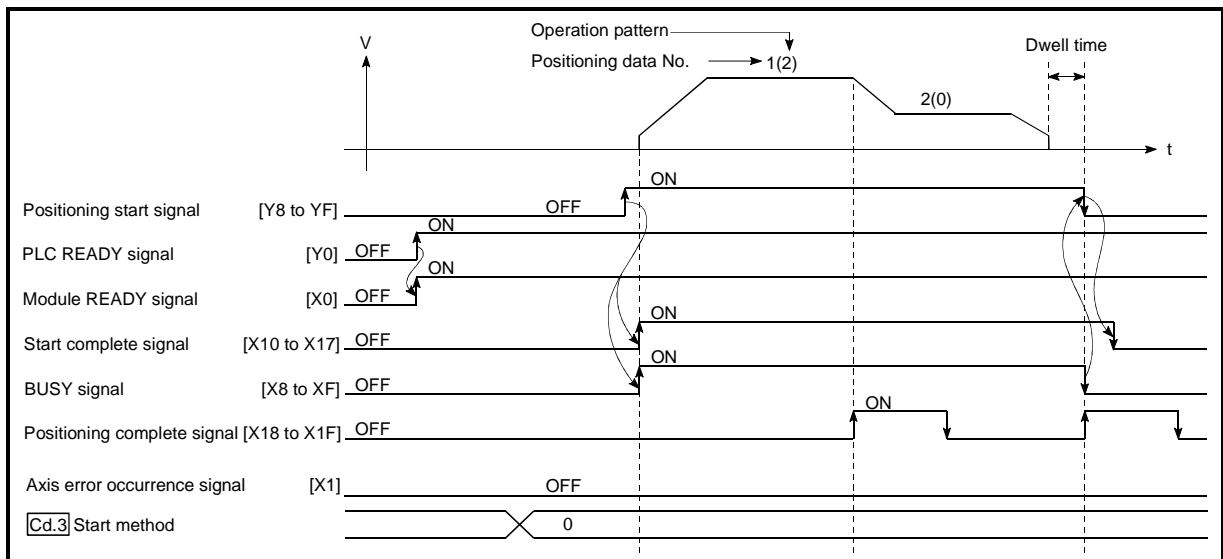 Operation pattern
V
Dwell time
Positioning data No.
1(2)
2(0)
t
ON
Positioning start signal [Y8 to YF] OFF
ON
PLC READY signal [Y0] OFF
ON
Module READY signal [X0] OFF
ON
Start complete signal [X10 to X17] OFF
ON
BUSY signal [X8 to XF] OFF
ON
Positioning complete signal [X18 to X1F] OFF
Axis error occurrence signal [X1] OFF
Cd.3 Start method 0